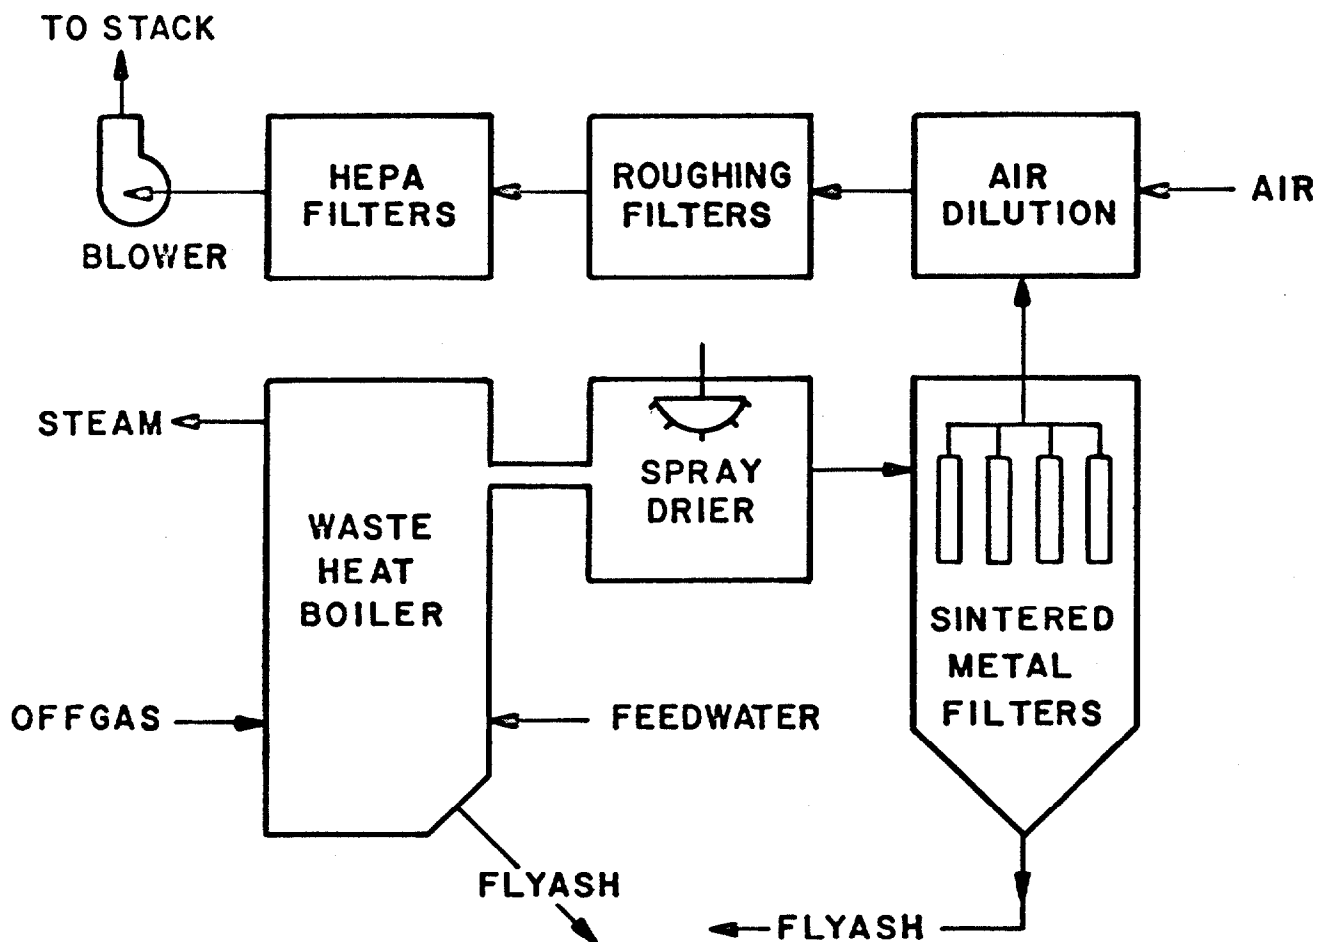 TO STACK
HEPA
FILTERS
ROUGHING
FILTERS
AIR
DILUTION
AIR
BLOWER
STEAM
SPRAY
DRIER
WASTE
HEAT
BOILER
SINTERED
METAL
FILTERS
OFFGAS
FEEDWATER
FLYASH
FLYASH